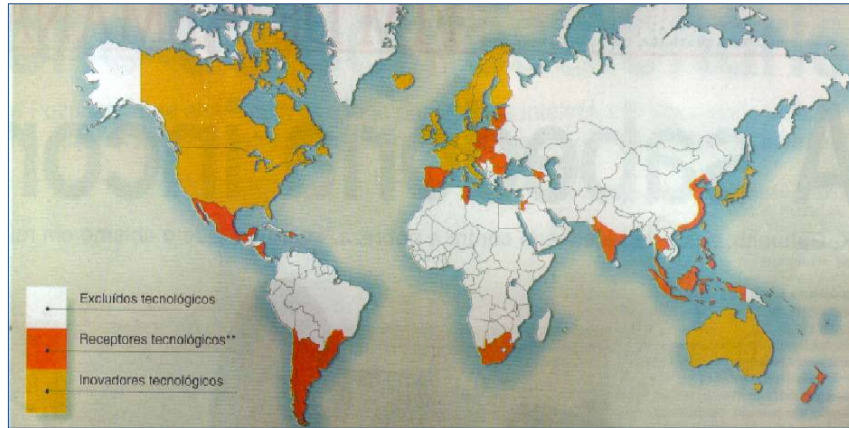 Excluídos tecnológicos
Receptores tecnológicos**
Inovadores tecnológicos